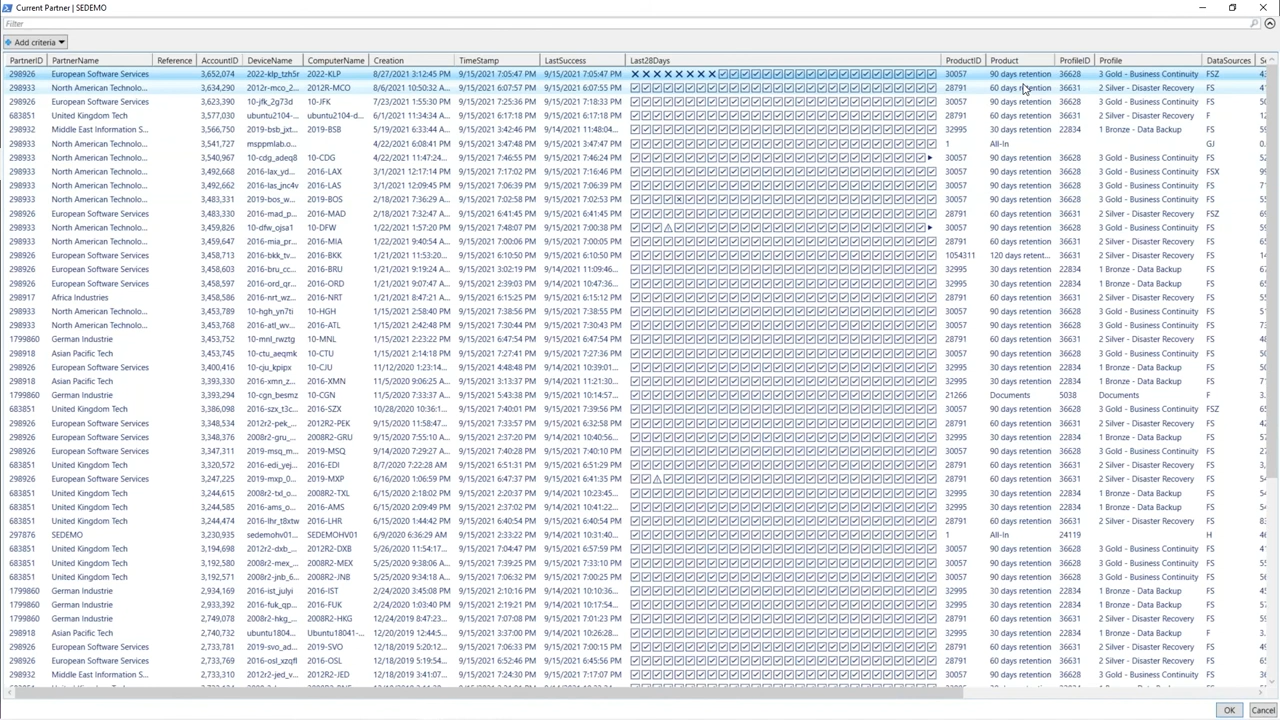 Current Partner | SEDEMO
Filter
Add criteria
PartnerID PartnerName Reference AccountID DeviceName ComputerName Creation TimeStamp LastSuccess Last28Days ProductID Product ProfileID Profile DataSources
298926 European Software Services 3,652,074 2022-klp_tzh5r 2022-KLP 8/27/2021 3:12:45 PM 9/15/2021 7:05:47 PM 9/15/2021 7:05:47 PM 30057 90 days retention 36628 3 Gold - Business Continuity FSZ
298933 North American Technolo... 3,634,290 2012r-mco_2... 2012R-MCO 8/6/2021 10:50:32 A... 9/15/2021 6:07:57 PM 9/15/2021 6:07:55 PM 28791 60 days retention 36631 2 Silver - Disaster Recovery FS
298926 European Software Services 3,623,390 10-jfk_2g73d 10-JFK 7/23/2021 1:55:30 PM 9/15/2021 7:25:36 PM 9/15/2021 7:18:33 PM 30057 90 days retention 36628 3 Gold - Business Continuity FS
683851 United Kingdom Tech 3,577,030 ubuntu2104-... ubuntu2104-d... 6/1/2021 11:34:34 A... 9/15/2021 6:17:18 PM 9/15/2021 6:17:18 PM 28791 60 days retention 36631 2 Silver - Disaster Recovery F
298932 Middle East Information S... 3,566,750 2019-bsb_jxt... 2019-BSB 5/19/2021 6:33:44 A... 9/15/2021 3:42:29 PM 9/14/2021 11:48:04... 32995 30 days retention 22834 1 Bronze - Data Backup FS
298933 North American Technolo... 3,541,727 msppmlab.o... 4/22/2021 6:08:41 PM 9/15/2021 3:47:48 PM 9/15/2021 3:47:47 PM 1 All-In GJ
298933 North American Technolo... 3,540,967 10-cdg_adeq8 10-CDG 4/22/2021 11:47:24... 9/15/2021 7:46:55 PM 9/15/2021 7:46:24 PM 30057 90 days retention 36628 3 Gold - Business Continuity FS
298933 North American Technolo... 3,492,668 2016-lax_yd... 2016-LAX 3/1/2021 12:17:14 PM 9/15/2021 7:17:02 PM 9/15/2021 7:16:46 PM 30057 90 days retention 36628 3 Gold - Business Continuity FSX
298933 North American Technolo... 3,492,662 2016-las_jnc4v 2016-LAS 3/1/2021 12:09:45 PM 9/15/2021 7:06:39 PM 9/15/2021 7:06:39 PM 30057 90 days retention 36628 3 Gold - Business Continuity FS
298933 North American Technolo... 3,483,330 2019-bos_w... 2019-BOS 2/18/2021 7:36:29 A... 9/15/2021 7:02:58 PM 9/15/2021 7:02:53 PM 30057 90 days retention 36628 3 Gold - Business Continuity FS
298926 European Software Services 3,483,331 2016-mad_p... 2016-MAD 2/18/2021 7:32:47 A... 9/15/2021 6:41:45 PM 9/15/2021 6:41:45 PM 28791 60 days retention 36631 2 Silver - Disaster Recovery FSZ
298933 North American Technolo... 3,459,826 10-dfw_ojsa1 10-DFW 1/22/2021 1:57:20 PM 9/15/2021 7:48:07 PM 9/15/2021 7:00:38 PM 30057 90 days retention 36628 3 Gold - Business Continuity FS
298933 North American Technolo... 3,459,647 2016-mia_pr... 2016-MIA 1/22/2021 9:40:54 A... 9/15/2021 7:00:06 PM 9/15/2021 7:00:05 PM 28791 60 days retention 36631 2 Silver - Disaster Recovery FS
298933 North American Technolo... 3,458,713 2016-bkk_tv... 2016-BKK 1/21/2021 11:53:20... 9/15/2021 6:10:50 PM 9/15/2021 6:10:50 PM 1054311 120 days retent... 36631 2 Silver - Disaster Recovery FS
298926 European Software Services 3,458,603 2016-bru_cc... 2016-BRU 1/21/2021 9:19:24 A... 9/15/2021 3:02:19 PM 9/14/2021 11:09:46... 32995 30 days retention 22834 1 Bronze - Data Backup FS
298926 European Software Services 3,458,597 2016-ord_qr... 2016-ORD 1/21/2021 9:07:47 A... 9/15/2021 2:39:03 PM 9/14/2021 10:47:36... 32995 30 days retention 22834 1 Bronze - Data Backup FS
298917 Africa Industries 3,458,586 2016-nrt_wz... 2016-NRT 1/21/2021 8:47:21 A... 9/15/2021 6:15:25 PM 9/15/2021 6:15:12 PM 28791 60 days retention 36631 2 Silver - Disaster Recovery FS
298933 North American Technolo... 3,453,789 10-hgh_yn7ti 10-HGH 1/15/2021 2:58:40 PM 9/15/2021 7:38:56 PM 9/15/2021 7:38:55 PM 30057 90 days retention 36628 3 Gold - Business Continuity FS
298933 North American Technolo... 3,453,768 2016-atl_wv... 2016-ATL 1/15/2021 2:42:48 PM 9/15/2021 7:30:44 PM 9/15/2021 7:30:43 PM 30057 90 days retention 36628 3 Gold - Business Continuity FS
1799860 German Industrie 3,453,752 10-mnl_rwztg 10-MNL 1/15/2021 2:23:22 PM 9/15/2021 6:47:54 PM 9/15/2021 6:47:54 PM 28791 60 days retention 36631 2 Silver - Disaster Recovery FS
298918 Asian Pacific Tech 3,453,745 10-ctu_aeqmk 10-CTU 1/15/2021 2:14:18 PM 9/15/2021 7:27:41 PM 9/15/2021 7:27:36 PM 30057 90 days retention 36628 3 Gold - Business Continuity FS
298926 European Software Services 3,400,416 10-cju_kpipx 10-CJU 11/12/2020 1:23:14... 9/15/2021 4:48:48 PM 9/14/2021 10:39:01... 32995 30 days retention 22834 1 Bronze - Data Backup FS
298918 Asian Pacific Tech 3,393,330 2016-xmn_z... 2016-XMN 11/5/2020 9:06:25 A... 9/15/2021 3:13:37 PM 9/14/2021 11:21:30... 32995 30 days retention 22834 1 Bronze - Data Backup FS
1799860 German Industrie 3,393,230 10-cgn_besmz 10-CGN 11/5/2020 7:33:37 A... 9/15/2021 5:43:38 PM 9/15/2021 10:14:57... 21266 Documents 5038 Documents F
683851 United Kingdom Tech 3,386,098 2016-szx_t3c... 2016-SZX 10/28/2020 10:36:1... 9/15/2021 7:40:01 PM 9/15/2021 7:39:56 PM 30057 90 days retention 36628 3 Gold - Business Continuity FSZ
298926 European Software Services 3,348,534 2012r2-pek_... 2012R2-PEK 9/15/2020 11:58:47... 9/15/2021 7:33:57 PM 9/15/2021 6:32:58 PM 28791 60 days retention 36631 2 Silver - Disaster Recovery FS
298926 European Software Services 3,348,376 2008r2-gru_... 2008R2-GRU 9/15/2020 7:55:10 A... 9/15/2021 2:37:20 PM 9/14/2021 10:40:56... 32995 30 days retention 22834 1 Bronze - Data Backup FS
298926 European Software Services 3,347,311 2019-msq_m... 2019-MSQ 9/14/2020 7:29:27 A... 9/15/2021 7:40:28 PM 9/15/2021 7:40:10 PM 30057 90 days retention 36628 3 Gold - Business Continuity FS
683851 United Kingdom Tech 3,320,572 2016-edi_yej... 2016-EDI 8/7/2020 7:22:28 AM 9/15/2021 6:51:37 PM 9/15/2021 6:51:29 PM 28791 60 days retention 36631 2 Silver - Disaster Recovery FS
298926 European Software Services 3,247,225 2019-mxp_0... 2019-MXP 6/16/2020 1:06:59 PM 9/15/2021 6:47:37 PM 9/15/2021 6:41:35 PM 28791 60 days retention 36631 2 Silver - Disaster Recovery FS
683851 United Kingdom Tech 3,244,615 2008r2-txl_o... 2008R2-TXL 6/15/2020 2:18:02 PM 9/15/2021 2:20:37 PM 9/14/2021 10:23:45... 32995 30 days retention 22834 1 Bronze - Data Backup FS
683851 United Kingdom Tech 3,244,585 2016-ams_o... 2016-AMS 6/15/2020 2:09:49 PM 9/15/2021 2:37:03 PM 9/14/2021 10:41:22... 32995 30 days retention 22834 1 Bronze - Data Backup FS
683851 United Kingdom Tech 3,244,474 2016-lhr_t8xtw 2016-LHR 6/15/2020 1:44:42 PM 9/15/2021 6:40:54 PM 9/15/2021 6:40:54 PM 28791 60 days retention 36631 2 Silver - Disaster Recovery FS
297876 SEDEMO 3,230,935 sedemohv01... SEDEMOHV01 6/9/2020 6:36:29 AM 9/15/2021 2:33:22 PM 9/14/2021 10:31:40... 1 All-In 24119 H
683851 United Kingdom Tech 3,194,698 2012r2-dxb_... 2012R2-DXB 5/26/2020 11:54:17... 9/15/2021 7:04:47 PM 9/15/2021 6:57:59 PM 30057 90 days retention 36628 3 Gold - Business Continuity FS
683851 United Kingdom Tech 3,192,580 2008r2-mex_... 2008R2-MEX 5/25/2020 9:38:06 A... 9/15/2021 7:39:13 PM 9/15/2021 7:33:10 PM 30057 90 days retention 36628 3 Gold - Business Continuity FS
683851 United Kingdom Tech 3,192,571 2008r2-jnb_6... 2008R2-JNB 5/25/2020 9:34:18 A... 9/15/2021 7:06:32 PM 9/15/2021 7:00:25 PM 30057 90 days retention 36628 3 Gold - Business Continuity FS
1799860 German Industrie 2,934,169 2016-ist_julyi 2016-IST 2/24/2020 3:45:08 PM 9/15/2021 2:16:04 PM 9/14/2021 10:10:36... 32995 30 days retention 22834 1 Bronze - Data Backup FS
1799860 German Industrie 2,933,392 2016-fuk_qp... 2016-FUK 2/24/2020 1:03:40 PM 9/15/2021 2:19:21 PM 9/14/2021 10:17:54... 32995 30 days retention 22834 1 Bronze - Data Backup FS
1799860 German Industrie 2,749,078 2008r2-hkg_... 2008R2-HKG 12/24/2019 8:47:23... 9/15/2021 7:07:08 PM 9/15/2021 7:01:23 PM 28791 60 days retention 36631 2 Silver - Disaster Recovery FS
298918 Asian Pacific Tech 2,740,732 ubuntu1804... Ubuntu18041-... 12/20/2019 12:44:5... 9/15/2021 3:37:00 PM 9/14/2021 10:26:28... 32995 30 days retention 22834 1 Bronze - Data Backup F
298926 European Software Services 2,733,781 2019-svo_ad... 2019-SVO 12/18/2019 5:20:12... 9/15/2021 7:06:33 PM 9/15/2021 7:00:15 PM 28791 60 days retention 36631 2 Silver - Disaster Recovery FS
298926 European Software Services 2,733,769 2016-osl_xzqfl 2016-OSL 12/18/2019 5:19:54... 9/15/2021 6:52:46 PM 9/15/2021 6:45:56 PM 28791 60 days retention 36631 2 Silver - Disaster Recovery FS
298932 Middle East Information S... 2,733,674 2012r2-jed_v... 2012R2-JED 12/18/2019 3:41:38... 9/15/2021 7:24:30 PM 9/15/2021 7:17:07 PM 30057 90 days retention 36628 3 Gold - Business Continuity FS
OK Cancel